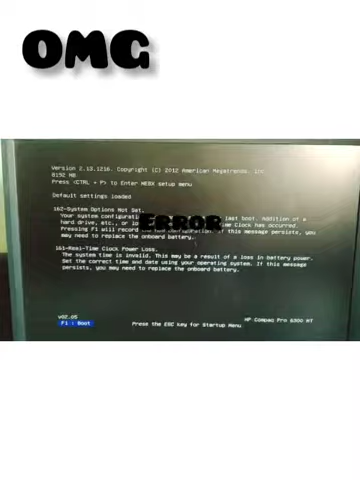 OMG
Version 2.13.1216. Copyright (C) 2012 American Megatrends, Inc.
8192 MB
Press <CTRL + P> to Enter MEBX setup menu
Default settings loaded
162-System Options Not Set.
Your system configuration last boot. Addition of a
hard drive, etc., or Time Clock has occurred.
ERROR
Pressing F1 will record If this message persists, you
may need to replace the onboard battery.
161-Real-Time Clock Power Loss.
The system time is invalid. This may be a result of a loss in battery power.
Set the correct time and date using your operating system. If this message
persists, you may need to replace the onboard battery.
v02.05
F1 : Boot
Press the ESC key for Startup Menu
HP Compaq Pro 6300 MT